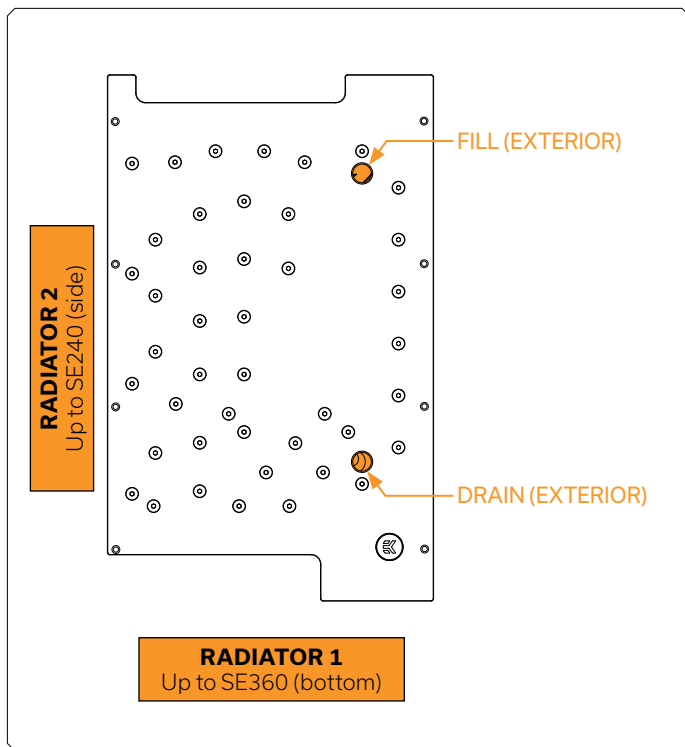 FILL (EXTERIOR)
RADIATOR 2
Up to SE240 (side)
DRAIN (EXTERIOR)
RADIATOR 1
Up to SE360 (bottom)